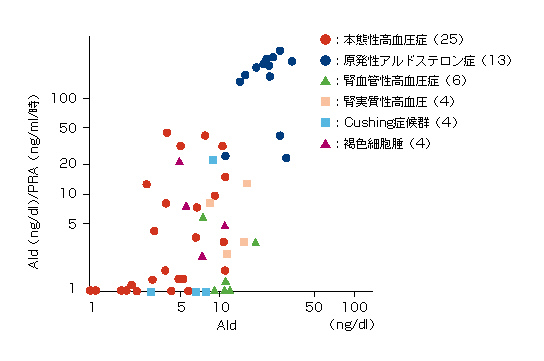 ：本態性高血圧症（25）
：原発性アルドステロン症（13）
：腎血管性高血圧症（6）
：腎実質性高血圧（4）
：Cushing症候群（4）
：褐色細胞腫（4）
Ald（ng/dl）/PRA（ng/ml/時）
100
50
20
10
5
1
1 5 10 50 100
Ald (ng/dl)